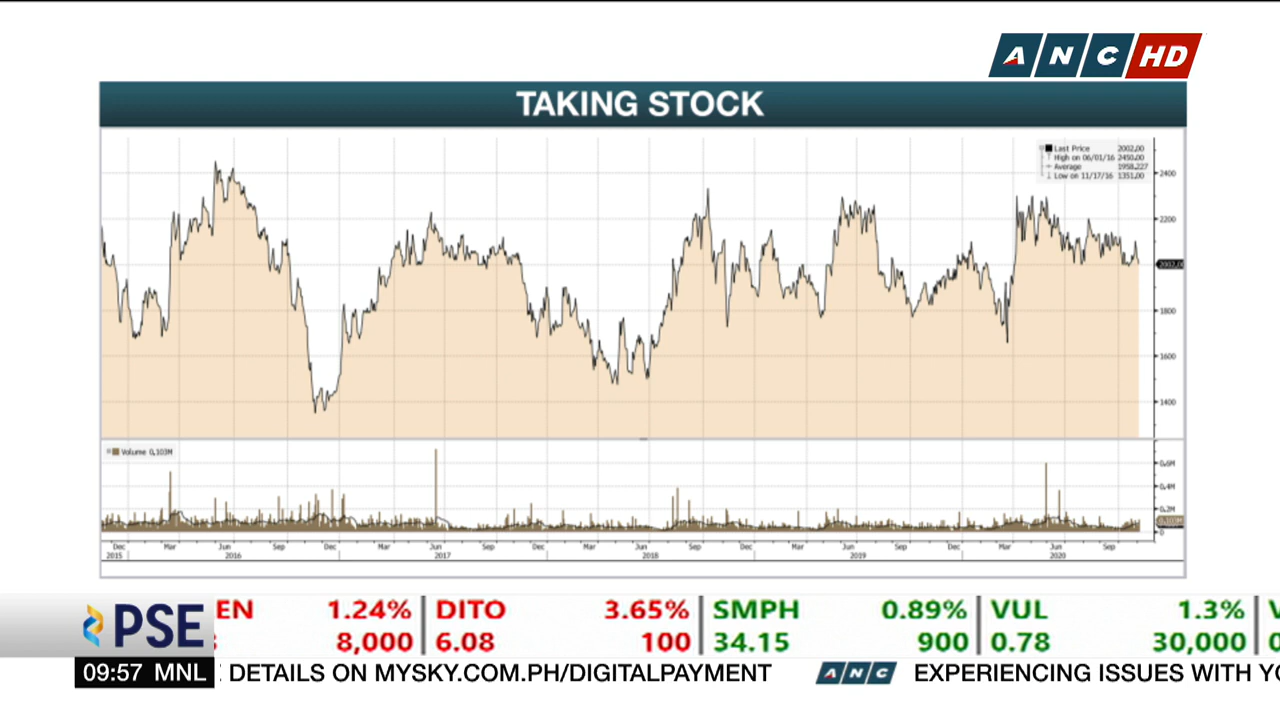 ANC HD
TAKING STOCK
Last Price 2002.00
High on 06/01/16 2450.00
Average 1958.227
Low on 11/17/16 1351.00
2400
2200
2002.00
1800
1600
1400
Volume 0.103M
0.6M
0.4M
0.2M
0.103M
0
Dec Mar Jun Sep Dec Mar Jun Sep Dec Mar Jun Sep Dec Mar Jun Sep Dec Mar Jun Sep
2015 2016 2017 2018 2019 2020
PSE
EN 1.24% DITO 3.65% SMPH 0.89% VUL 1.3% V
8,000 6.08 100 34.15 900 0.78 30,000
09:57 MNL
DETAILS ON MYSKY.COM.PH/DIGITALPAYMENT ANC EXPERIENCING ISSUES WITH YO